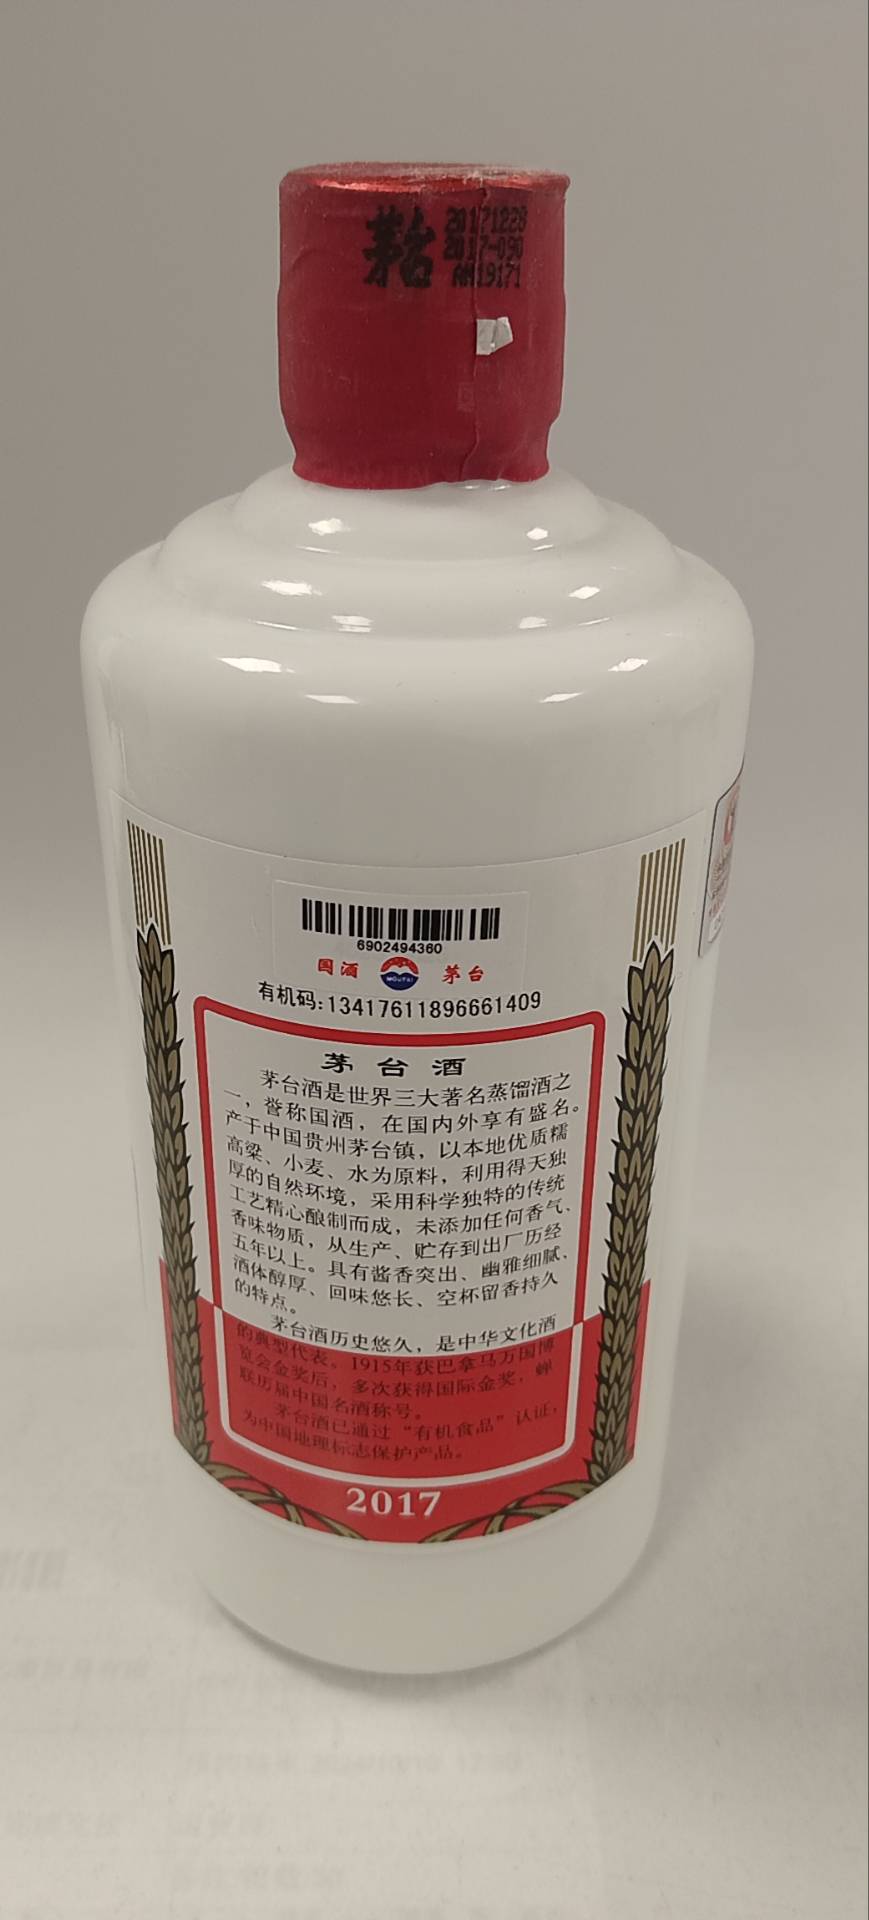 茅台
20171228
2017-090
AM19171
6902494360
国酒 MOUTAI 茅台
有机码:13417611896661409
茅台酒
茅台酒是世界三大著名蒸馏酒之
一，誉称国酒，在国内外享有盛名。
产于中国贵州茅台镇，以本地优质糯
高粱、小麦、水为原料，利用得天独
厚的自然环境，采用科学独特的传统
工艺精心酿制而成，未添加任何香气、
香味物质，从生产、贮存到出厂历经
五年以上。具有酱香突出、幽雅细腻、
酒体醇厚、回味悠长、空杯留香持久
的特点。
茅台酒历史悠久，是中华文化酒
的典型代表。1915年获巴拿马万国博
览会金奖后，多次获得国际金奖，蝉
联历届中国名酒称号。
茅台酒已通过“有机食品”认证，
为中国地理标志保护产品。
2017